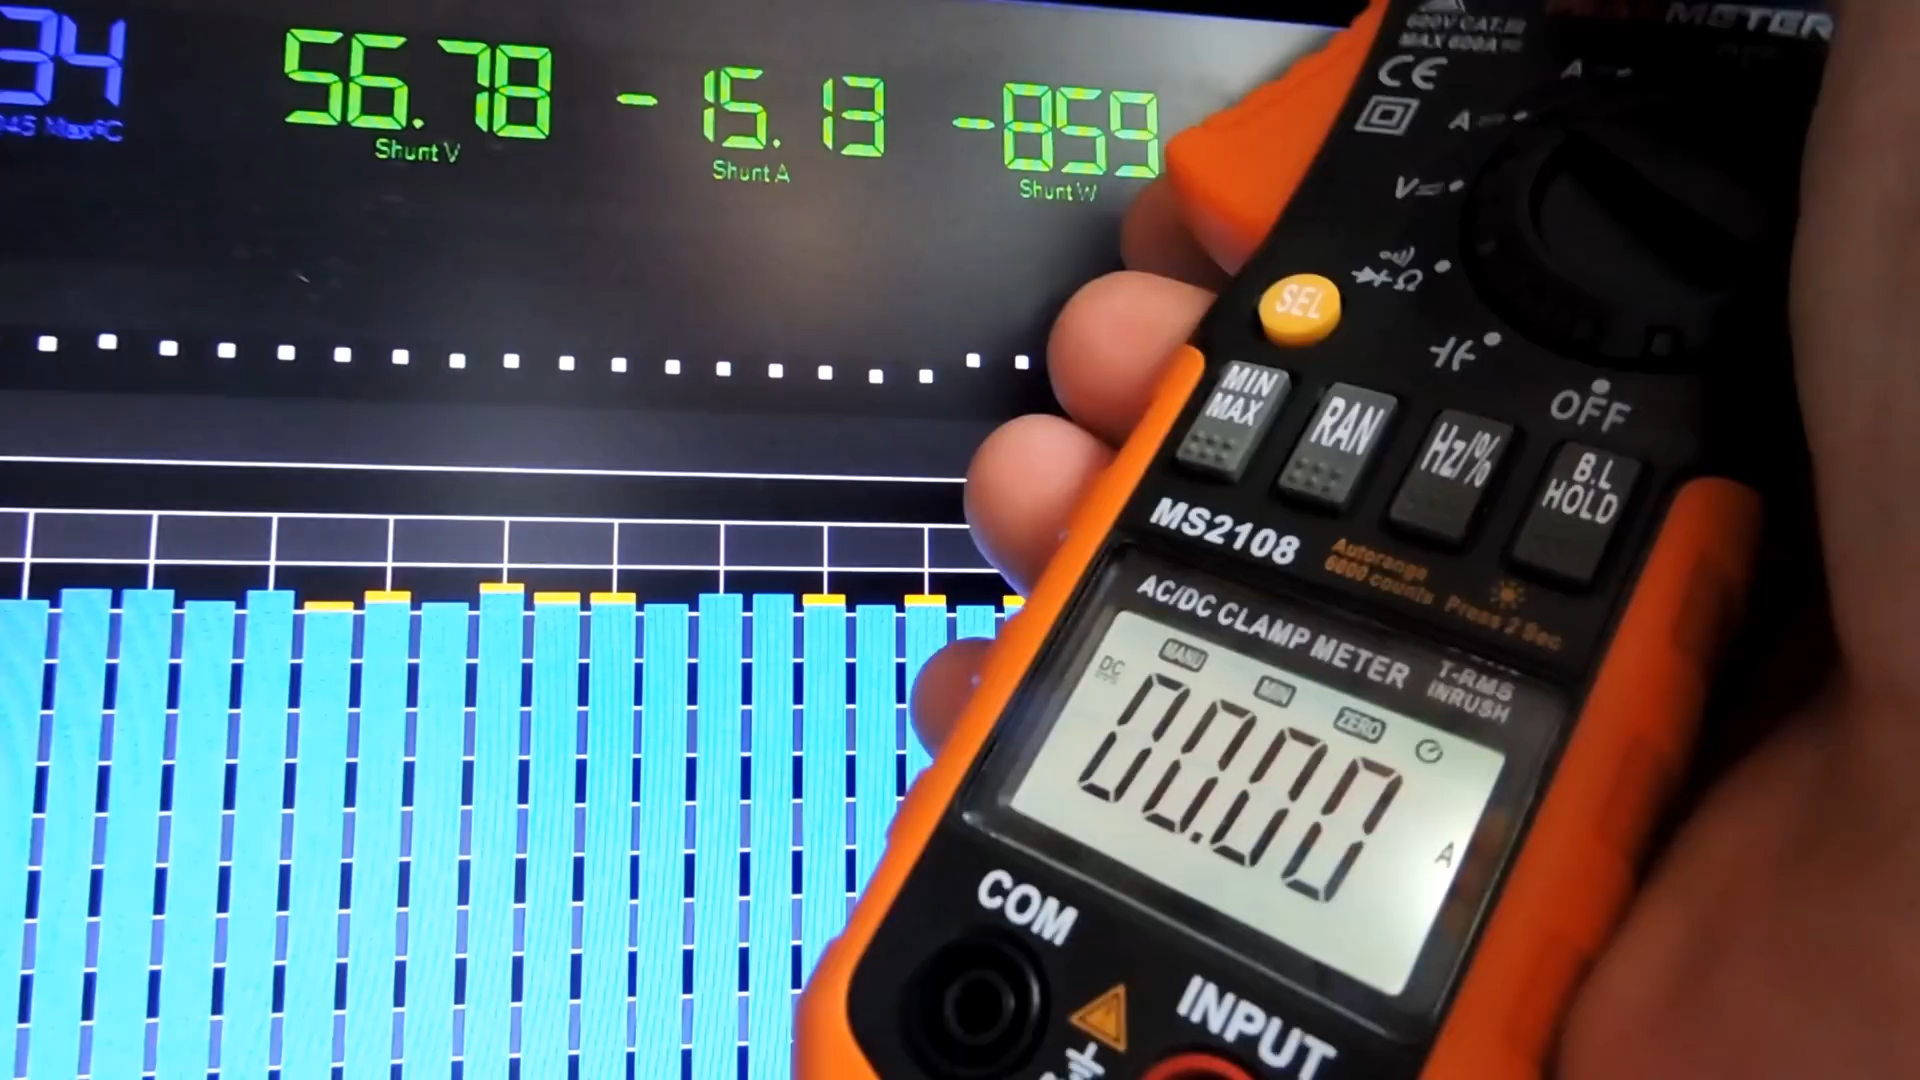 34
56.78
- 15.13
-859
045 Max°C
Shunt V
Shunt A
Shunt W
METER
600V CAT.III
MAX 600A
CE
A
A
V
Ω
SEL
OFF
MIN
MAX
RAN
Hz/%
B.L
HOLD
MS2108
Autorange
6000 counts
Press 2 Sec
AC/DC CLAMP METER
T-RMS
INRUSH
MANU
MIN
ZERO
DC
00.00
A
COM
INPUT